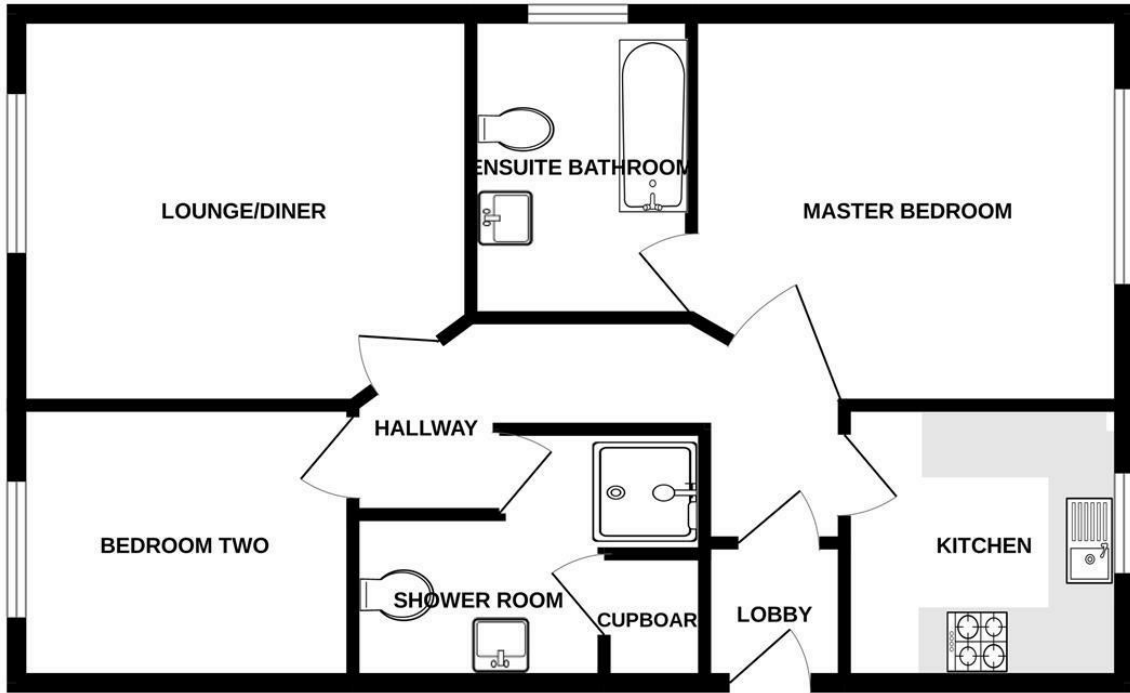 ENSUITE BATHROOM
LOUNGE/DINER
MASTER BEDROOM
HALLWAY
BEDROOM TWO
KITCHEN
SHOWER ROOM
CUPBOAR
LOBBY